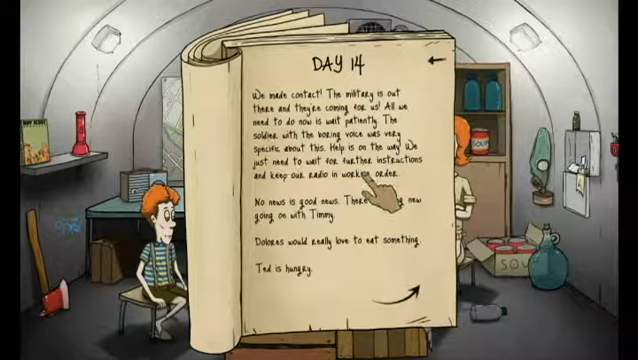 DAY 14
We made contact! The military is out
there and they're coming for us! All we
need to do now is wait patiently. The
soldier with the boring voice was very
specific about this. Help is on the way! We
just need to wait for further instructions
and keep our radio in working order.
No news is good news. There new
going on with Timmy.
Dolores would really love to eat something.
Ted is hungry.
SOUP
SOU